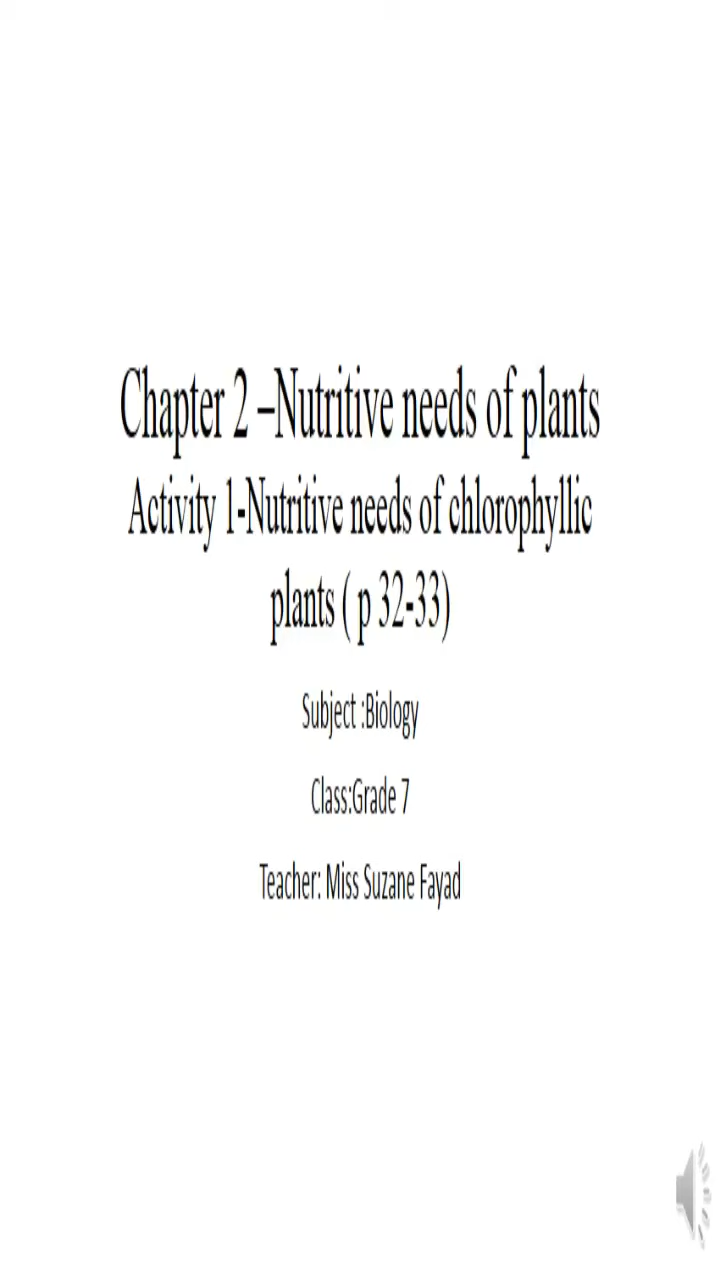 Chapter 2 –Nutritive needs of plants
Activity 1-Nutritive needs of chlorophyllic
plants ( p 32-33)
Subject :Biology
Class:Grade 7
Teacher: Miss Suzane Fayad